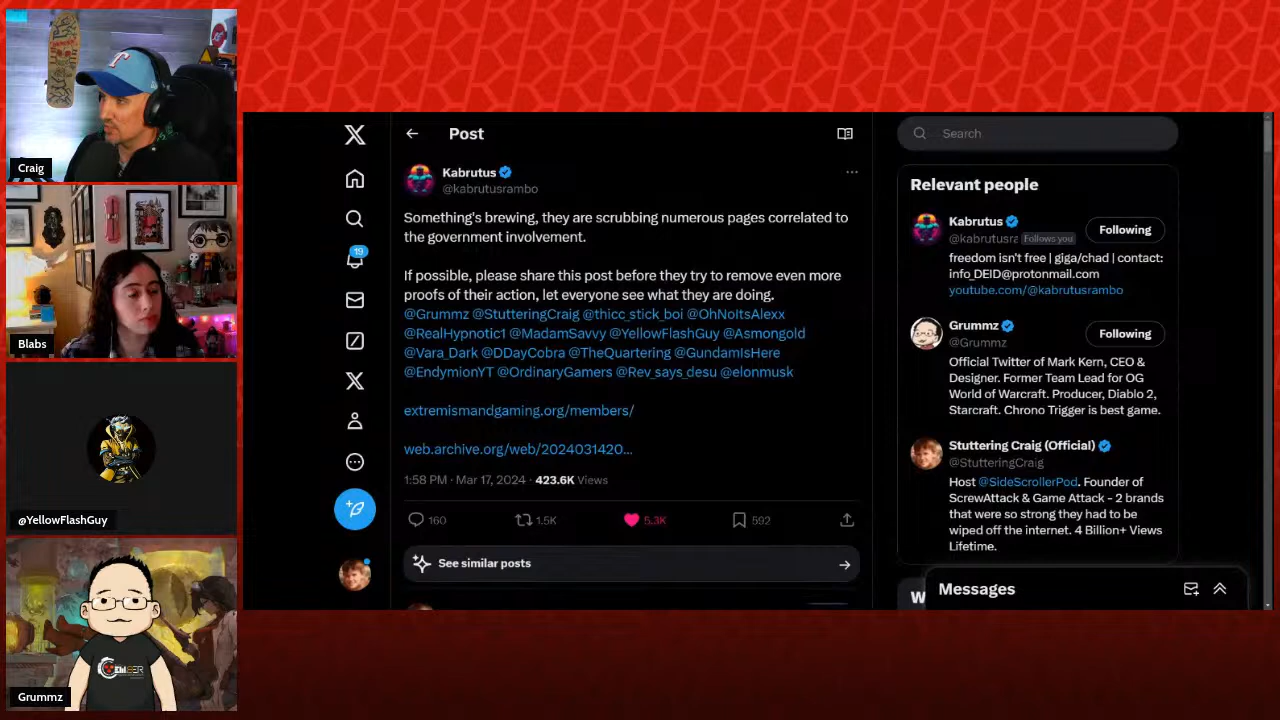 Craig
Blabs
@YellowFlashGuy
Grummz
Post
Kabrutus
@kabrutusrambo
Something's brewing, they are scrubbing numerous pages correlated to
the government involvement.
If possible, please share this post before they try to remove even more
proofs of their action, let everyone see what they are doing.
@Grummz @StutteringCraig @thicc_stick_boi @OhNoItsAlexx
@RealHypnotic1 @MadamSavvy @YellowFlashGuy @Asmongold
@Vara_Dark @DDayCobra @TheQuartering @GundamIsHere
@EndymionYT @OrdinaryGamers @Rev_says_desu @elonmusk
extremismandgaming.org/members/
web.archive.org/web/2024031420…
1:58 PM · Mar 17, 2024 · 423.6K Views
160 1.5K 5.3K 592
See similar posts
19
Search
Relevant people
Kabrutus
@kabrutusra Follows you
Following
freedom isn't free | giga/chad | contact:
info_DEID@protonmail.com
youtube.com/@kabrutusrambo
Grummz
@Grummz
Following
Official Twitter of Mark Kern, CEO &
Designer. Former Team Lead for OG
World of Warcraft. Producer, Diablo 2,
Starcraft. Chrono Trigger is best game.
Stuttering Craig (Official)
@StutteringCraig
Host @SideScrollerPod. Founder of
ScrewAttack & Game Attack - 2 brands
that were so strong they had to be
wiped off the internet. 4 Billion+ Views
Lifetime.
Messages